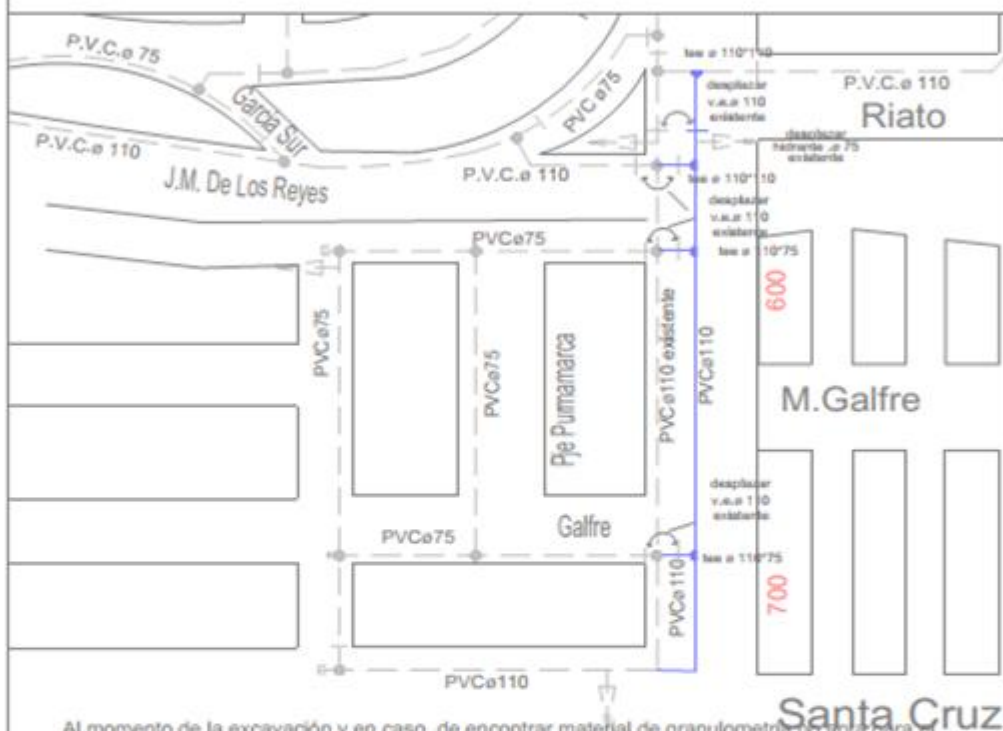 P.V.C.ø 75
tee ø 110*110
P.V.C.ø 110
Riato
desplazar
v.e.ø 110
existente
PVC ø75
García Sur
desplazar
hidrante ø 75
existente
P.V.C.ø 110
P.V.C.ø 110
J.M. De Los Reyes
tee ø 110*110
desplazar
v.e.ø 110
existente
PVCø75
tee ø 110*75
600
PVCø75
PVCø75
Pje Purmamarca
PVCø110 existente
PVCø110
M.Galfre
desplazar
v.e.ø 110
existente
Galfre
PVCø75
tee ø 110*75
700
PVCø110
PVCø110
Santa Cruz
Al momento de la excavación y en caso de encontrar material de granulometría